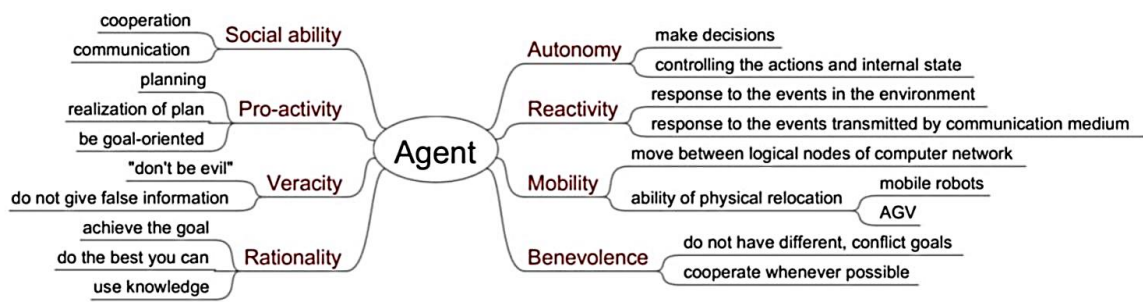 cooperation
communication
Social ability
planning
realization of plan
be goal-oriented
Pro-activity
"don't be evil"
do not give false information
Veracity
achieve the goal
do the best you can
use knowledge
Rationality
Agent
Autonomy
make decisions
controlling the actions and internal state
Reactivity
response to the events in the environment
response to the events transmitted by communication medium
Mobility
move between logical nodes of computer network
ability of physical relocation
mobile robots
AGV
Benevolence
do not have different, conflict goals
cooperate whenever possible